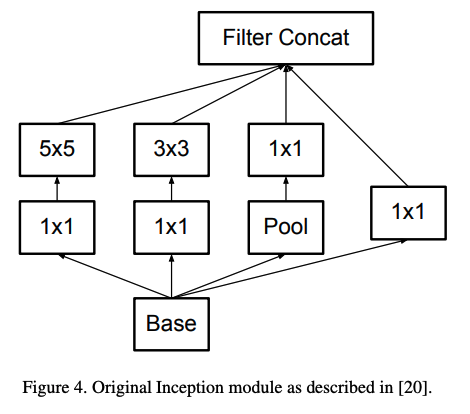 Filter Concat
5x5
3x3
1x1
1x1
1x1
Pool
1x1
Base
Figure 4. Original Inception module as described in [20].